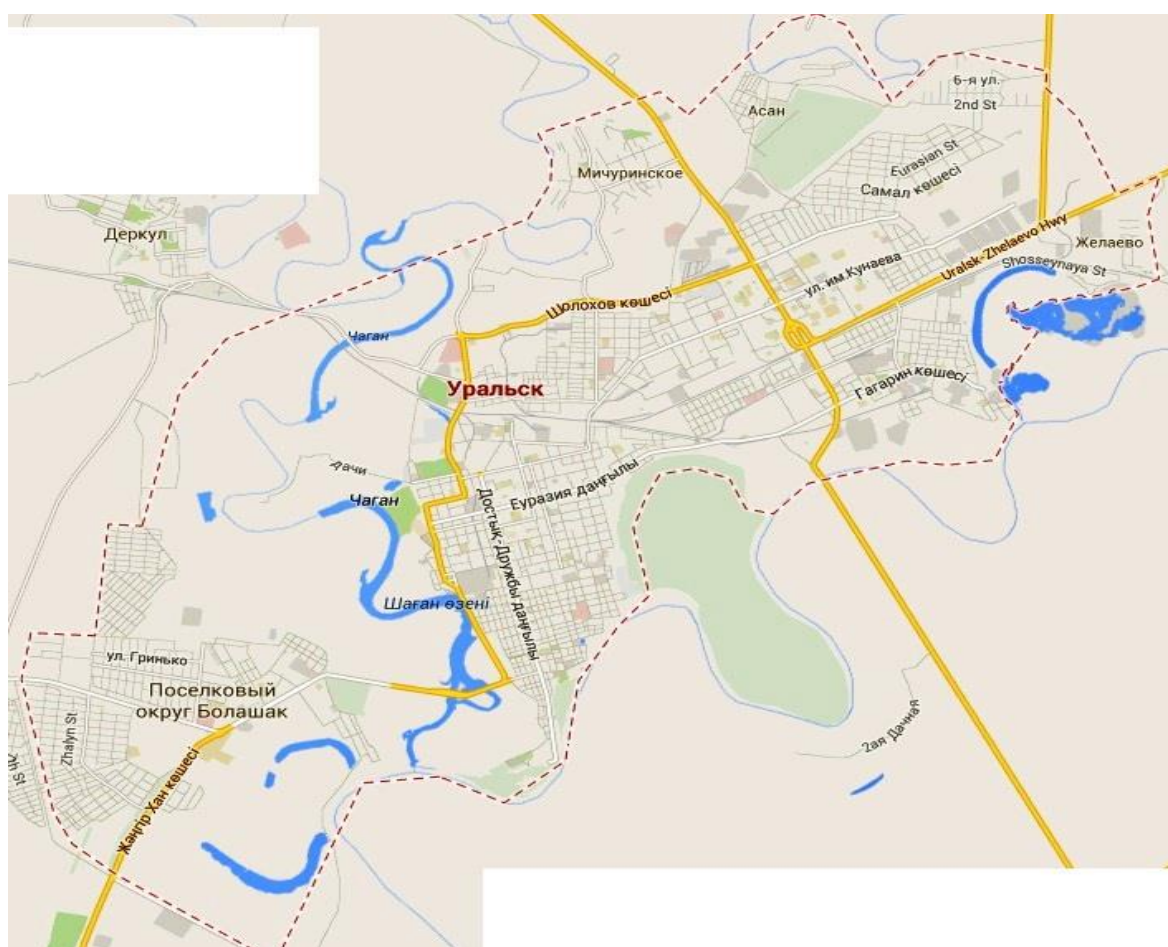 6-я ул.
2nd St
Асан
Eurasian St
Мичуринское
Самал көшесі
Деркул
Желаево
Uralsk-Zhelaevo Hwy
ул. им.Кунаева
Shosseynaya St
Шолохов көшесі
Чаган
Уральск
Гагарин көшесі
дачи
Чаган
Еуразия даңғылы
Достық-Дружбы даңғылы
Шаған өзені
ул. Гринько
Поселковый
округ Болашак
Zhalyn St
2ая Дачная
Жәңгір Хан көшесі